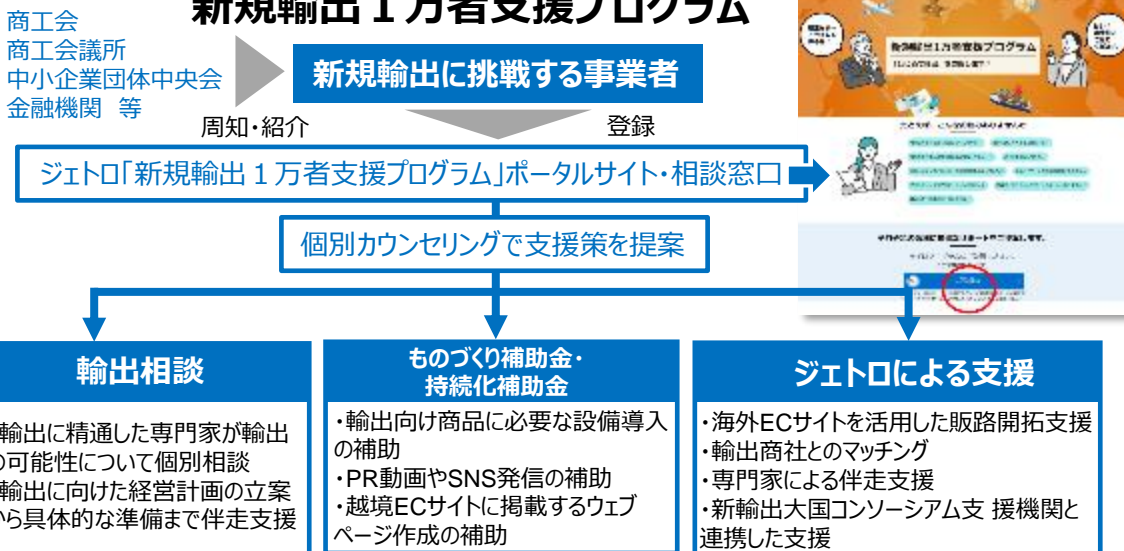 新規輸出１万者支援プログラム
商工会
商工会議所
中小企業団体中央会
金融機関 等
新規輸出に挑戦する事業者
周知・紹介
登録
ジェトロ「新規輸出１万者支援プログラム」ポータルサイト・相談窓口
個別カウンセリングで支援策を提案
新規輸出1万者支援プログラム
輸出相談
輸出に精通した専門家が輸出
の可能性について個別相談
輸出に向けた経営計画の立案
から具体的な準備まで伴走支援
ものづくり補助金・
持続化補助金
・輸出向け商品に必要な設備導入
の補助
・PR動画やSNS発信の補助
・越境ECサイトに掲載するウェブ
ページ作成の補助
ジェトロによる支援
・海外ECサイトを活用した販路開拓支援
・輸出商社とのマッチング
・専門家による伴走支援
・新輸出大国コンソーシアム支 援機関と
連携した支援